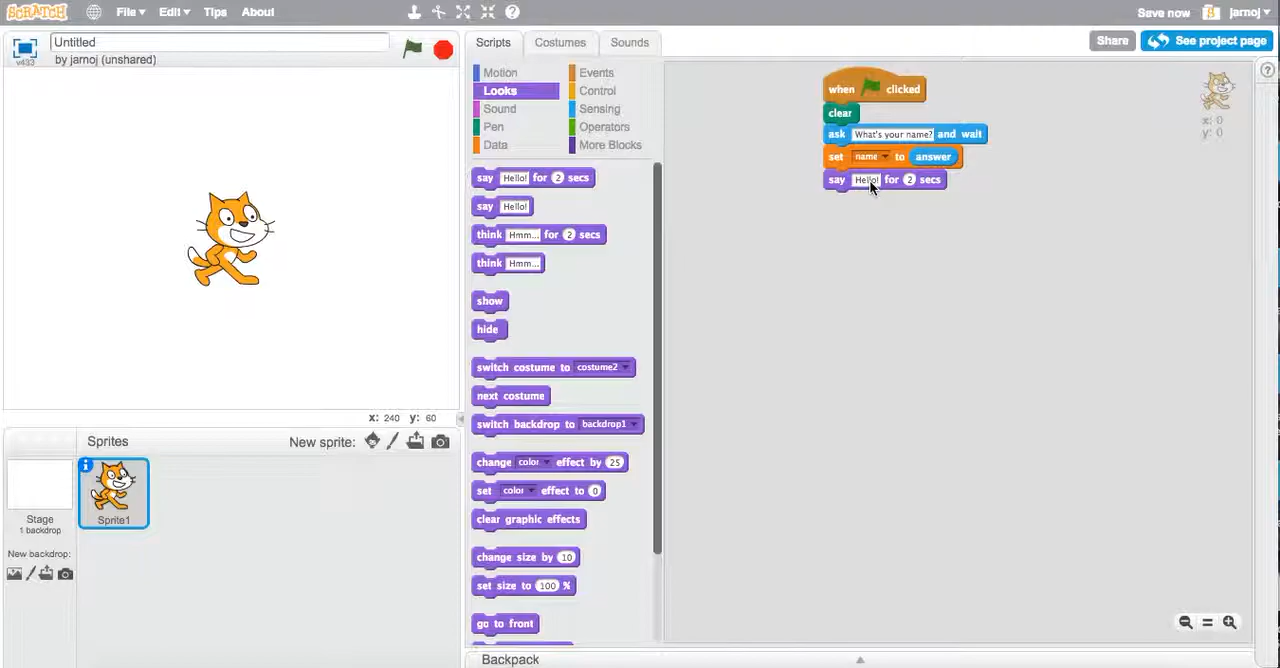 SCRATCH File Edit Tips About Save now jarnoj
v433 Untitled
by jarnoj (unshared)
Scripts Costumes Sounds Share See project page
Motion Events
Looks Control
Sound Sensing
Pen Operators
Data More Blocks
say Hello! for 2 secs
say Hello!
think Hmm... for 2 secs
think Hmm...
show
hide
switch costume to costume2
next costume
switch backdrop to backdrop1
change color effect by 25
set color effect to 0
clear graphic effects
change size by 10
set size to 100 %
go to front
when clicked
clear
ask What's your name? and wait
set name to answer
say Hello! for 2 secs
x: 0
y: 0
x: 240 y: 60
Sprites New sprite:
Stage
1 backdrop
New backdrop:
Sprite1
Backpack